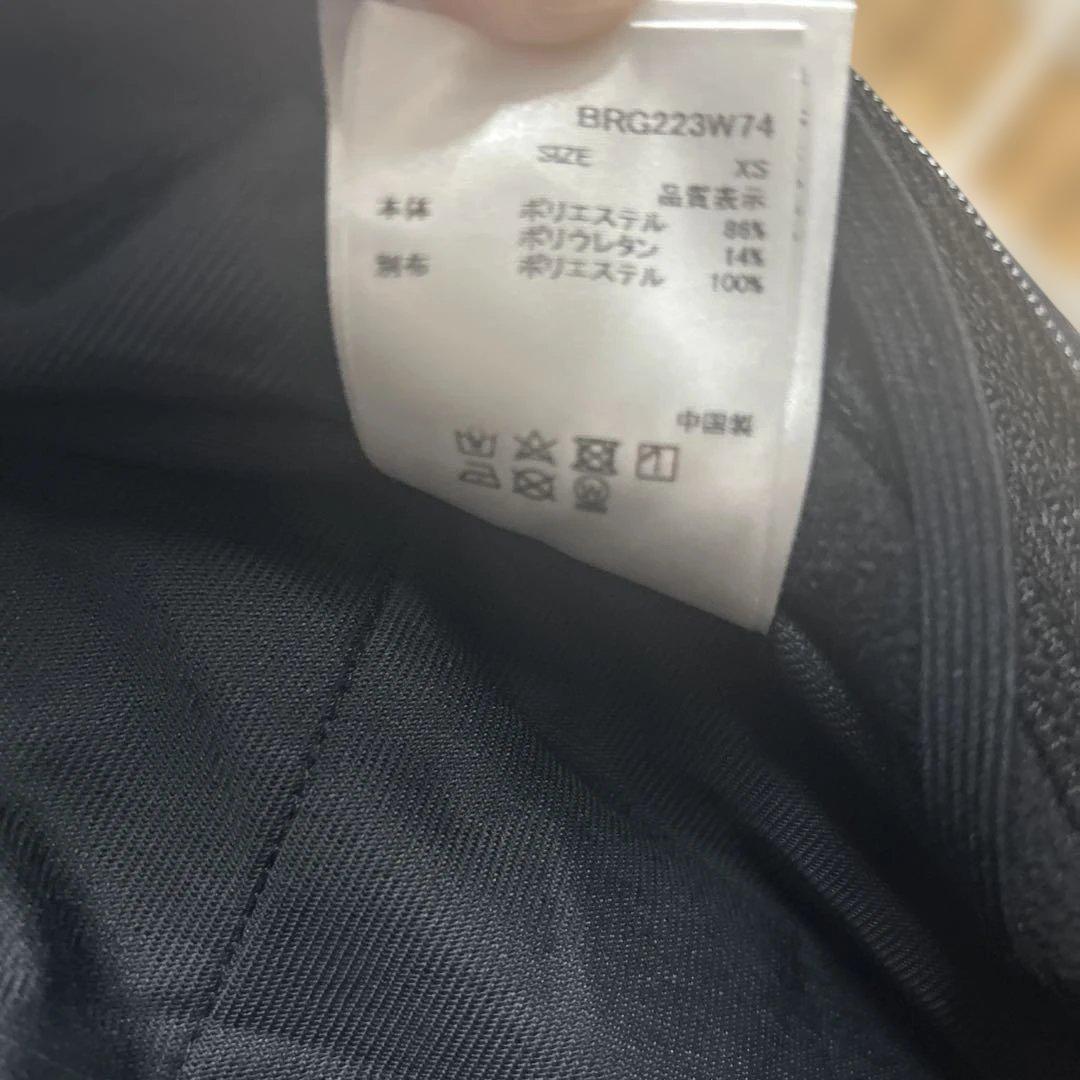 BRG223W74
SIZE XS
品質表示
本体 ポリエステル 86%
ポリウレタン 14%
別布 ポリエステル 100%
中国製